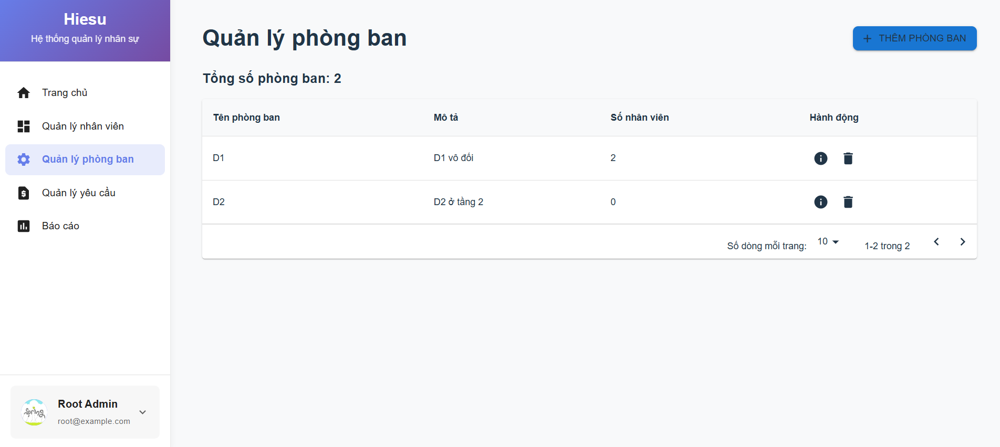 Hiesu
Hệ thống quản lý nhân sự
Trang chủ
Quản lý nhân viên
Quản lý phòng ban
Quản lý yêu cầu
Báo cáo
spring
Root Admin
root@example.com
Quản lý phòng ban
THÊM PHÒNG BAN
Tổng số phòng ban: 2
Tên phòng ban Mô tả Số nhân viên Hành động
D1 D1 vô đối 2
D2 D2 ở tầng 2 0
Số dòng mỗi trang: 10 1-2 trong 2